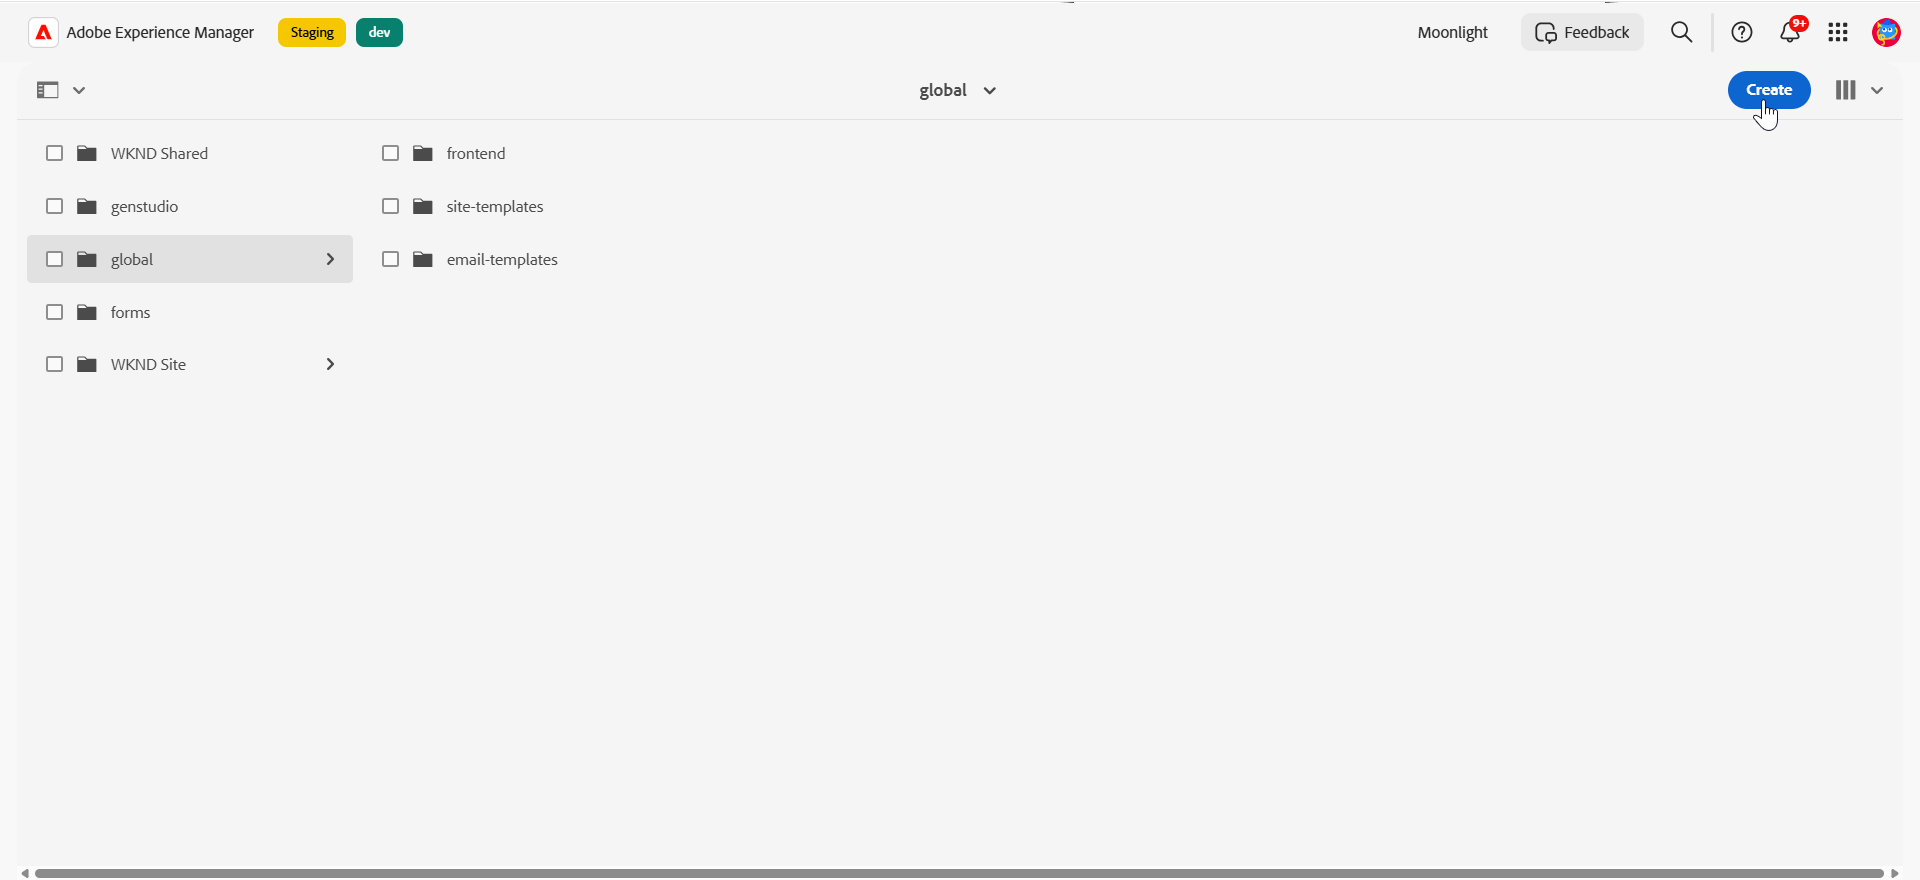 Adobe Experience Manager Staging dev Moonlight Feedback 9+
global Create
WKND Shared frontend
genstudio site-templates
global email-templates
forms
WKND Site